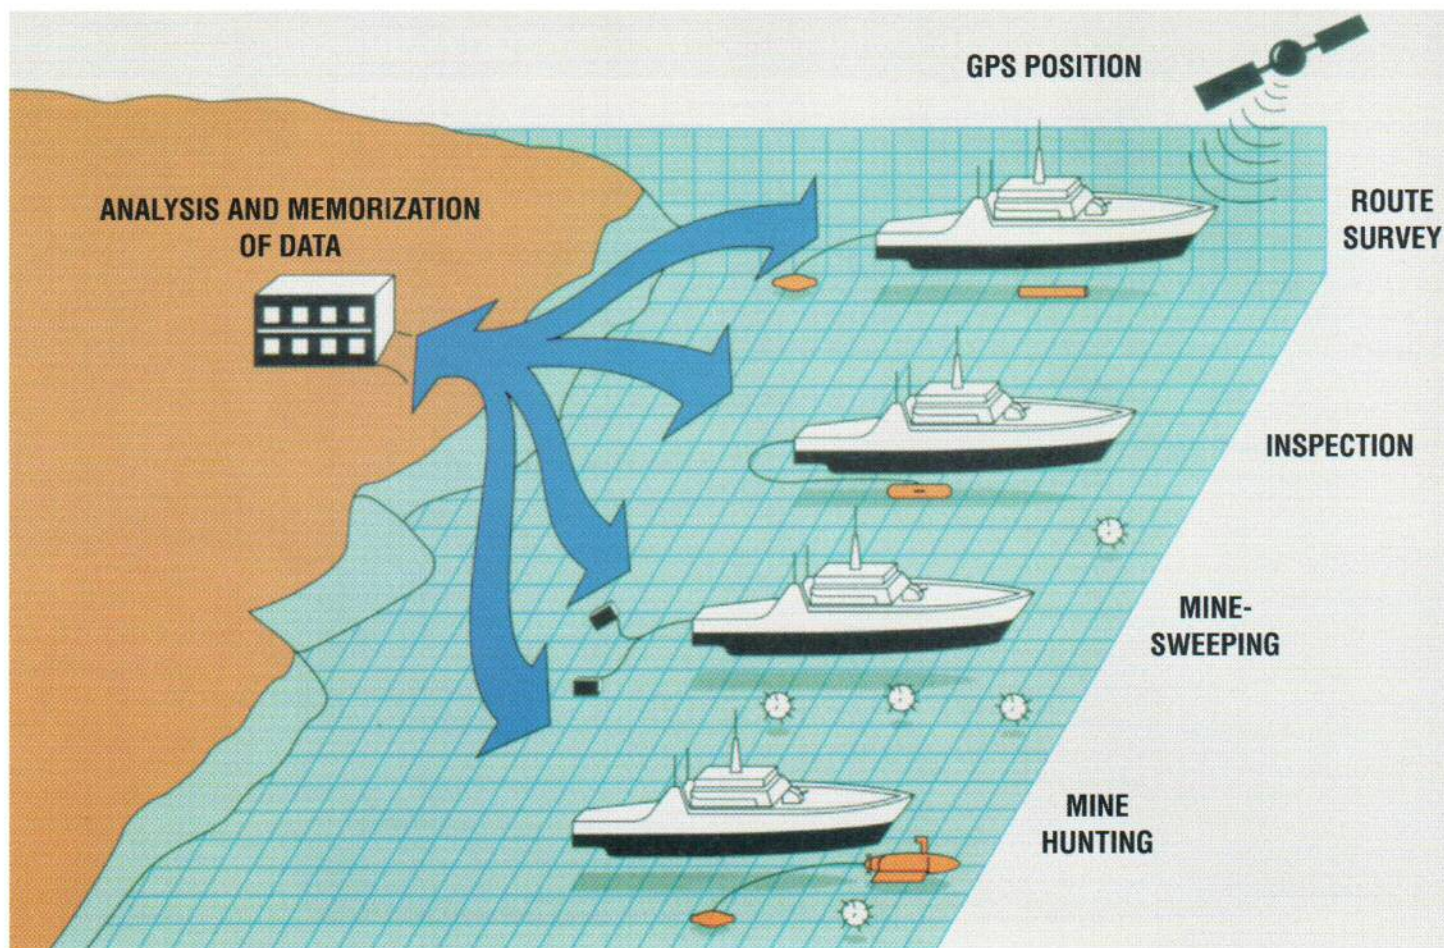 GPS POSITION
ANALYSIS AND MEMORIZATION
OF DATA
ROUTE
SURVEY
INSPECTION
MINE-
SWEEPING
MINE
HUNTING